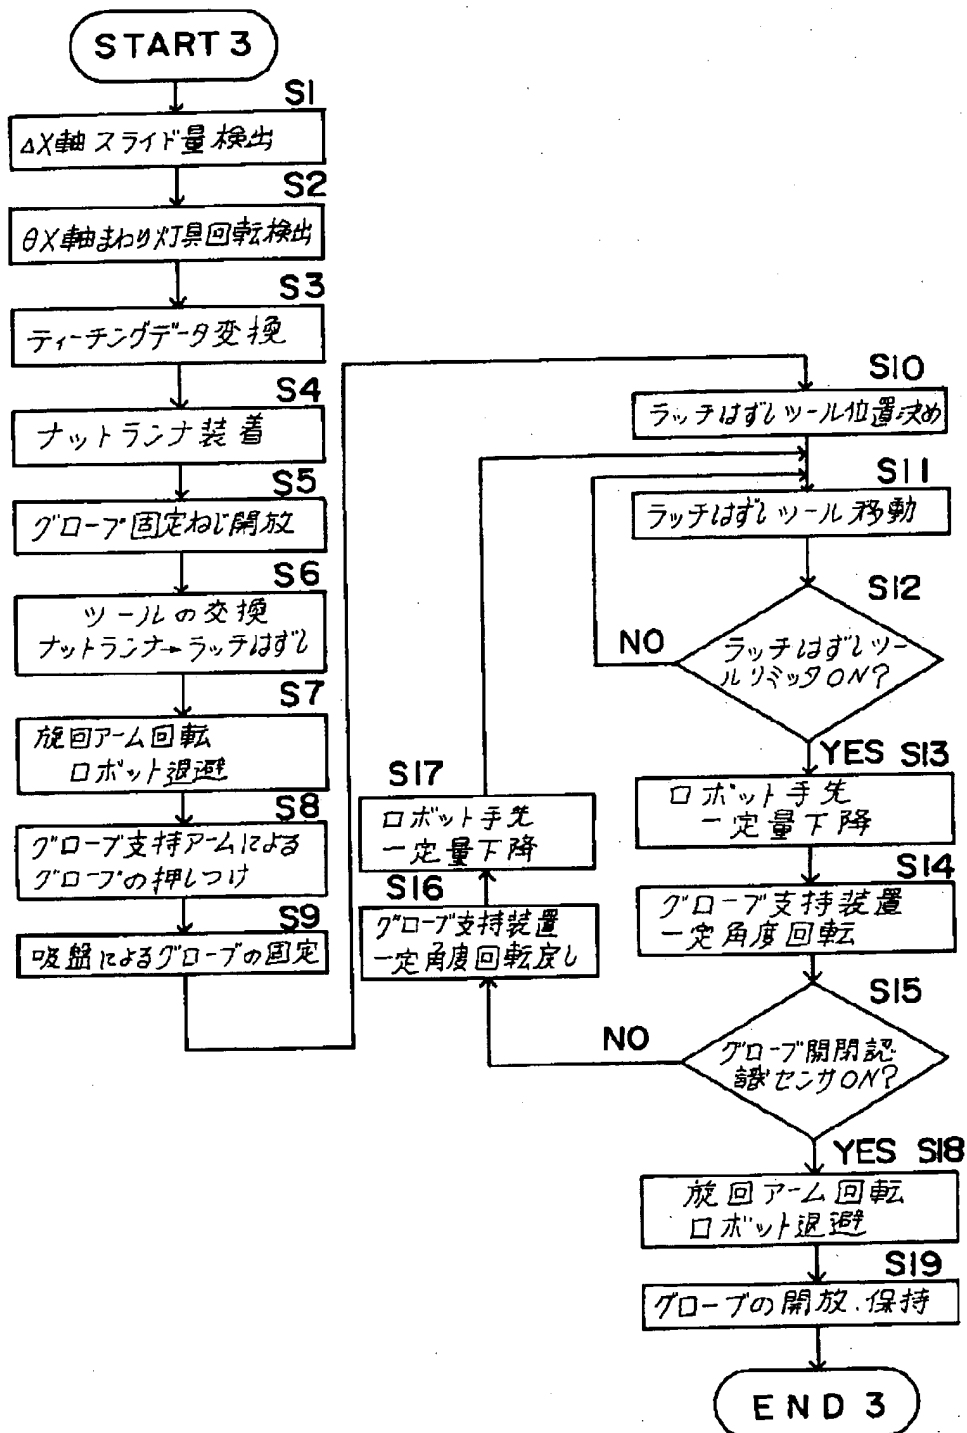 START 3
S1
ΔX軸スライド量検出
S2
θX軸まわり灯具回転検出
S3
ティーチングデータ変換
S4
ナットランナ装着
S5
グローブ固定ねじ開放
S6
ツールの交換
ナットランナ→ラッチはずし
S7
旋回アーム回転
ロボット退避
S8
グローブ支持アームによる
グローブの押しつけ
S9
吸盤によるグローブの固定
S10
ラッチはずしツール位置決め
S11
ラッチはずしツール移動
S12
ラッチはずしツー
ルリミッタON?
NO
YES
S13
ロボット手先
一定量下降
S14
グローブ支持装置
一定角度回転
S15
グローブ開閉認
識センサON?
NO
S16
グローブ支持装置
一定角度回転戻し
S17
ロボット手先
一定量下降
YES
S18
旋回アーム回転
ロボット退避
S19
グローブの開放.保持
END 3